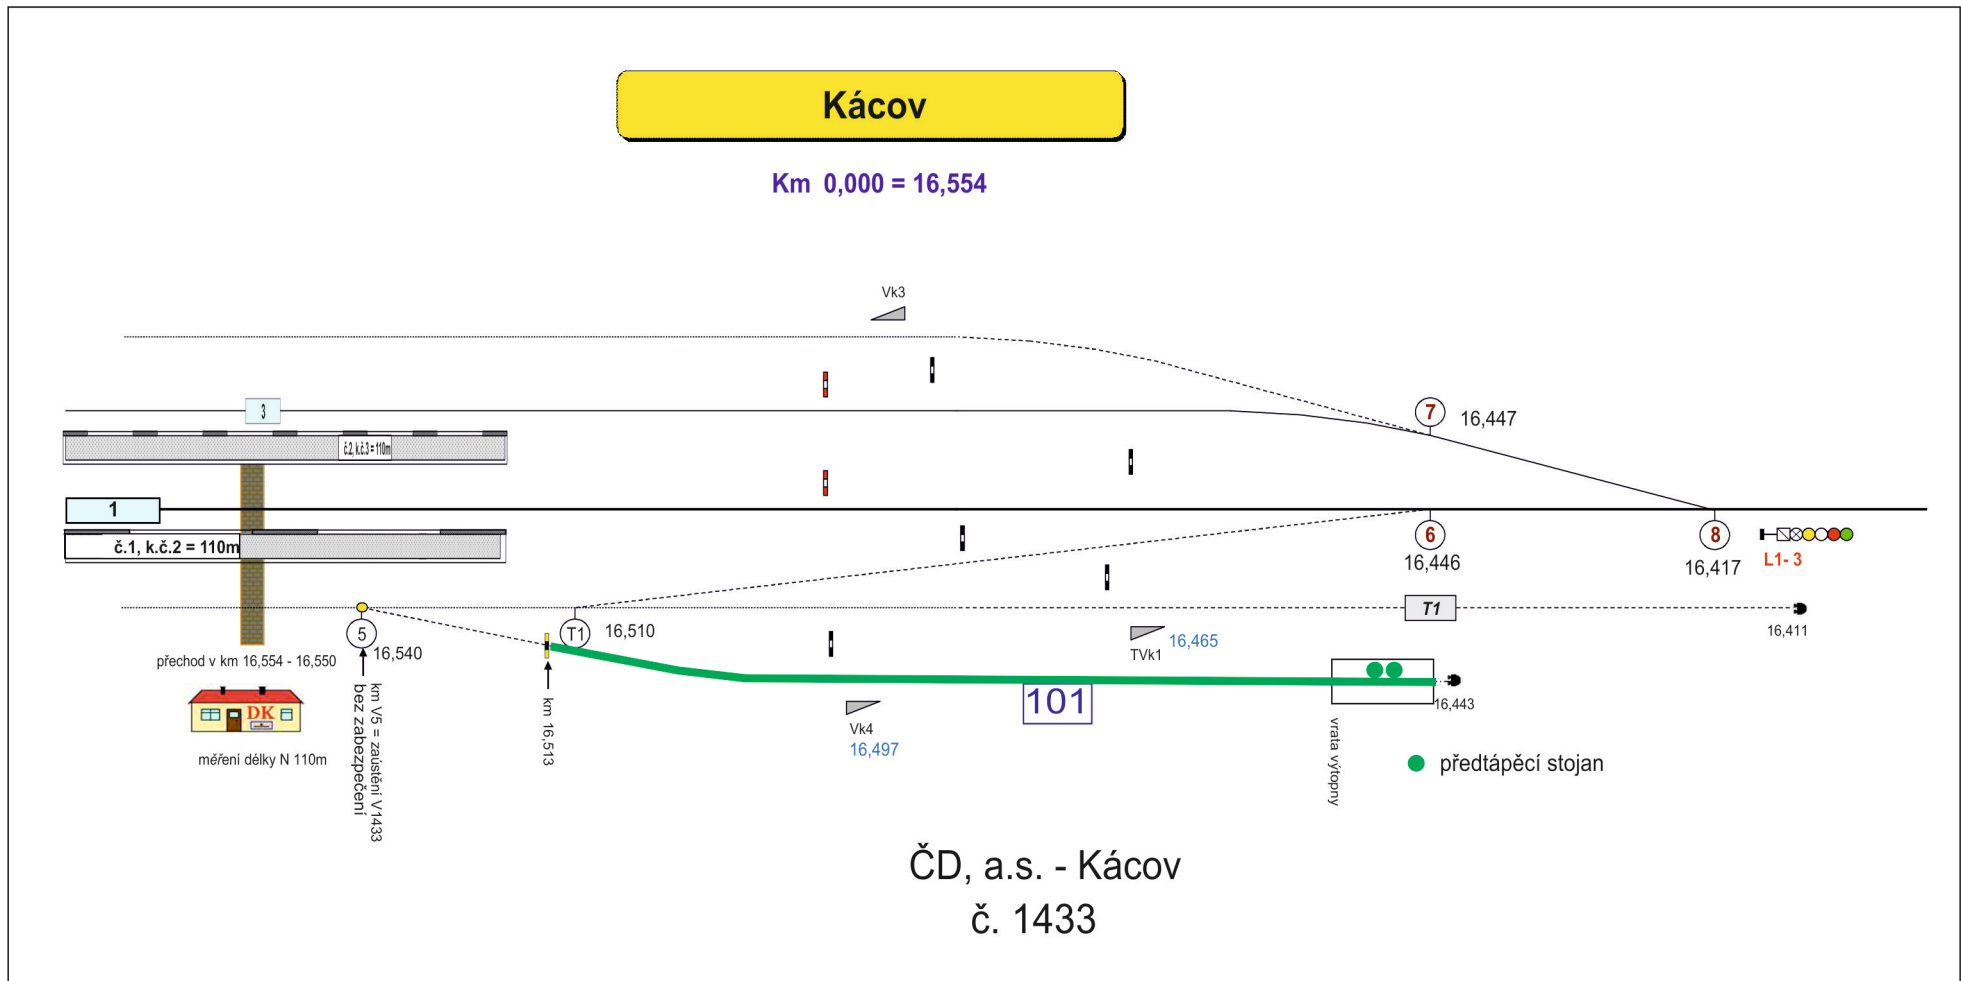 Kácov
Km 0,000 = 16,554
Vk3
3
7
16,447
č.2, k.č.3 = 110m
1
č.1, k.č.2 = 110m
6
16,446
8
16,417
L1- 3
T1
16,411
5
16,540
T1
16,510
TVk1
16,465
přechod v km 16,554 - 16,550
DK
měření délky N 110m
km V5 = zaústění V1433
bez zabezpečení
km 16,513
Vk4
16,497
101
16,443
vrata výtopny
předtápěcí stojan
ČD, a.s. - Kácov
č. 1433